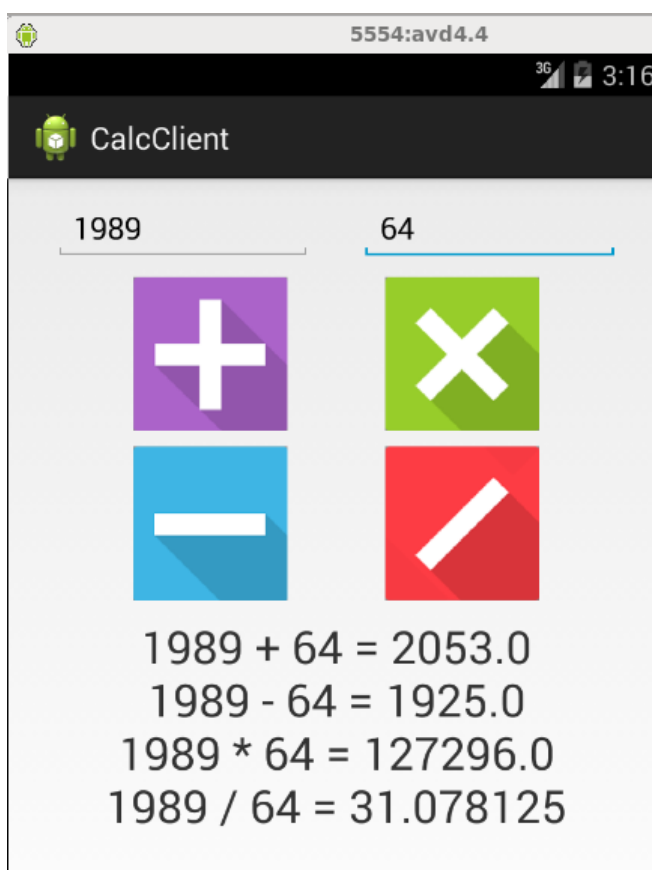 5554:avd4.4
3G 3:16
CalcClient
1989 64
1989 + 64 = 2053.0
1989 - 64 = 1925.0
1989 * 64 = 127296.0
1989 / 64 = 31.078125